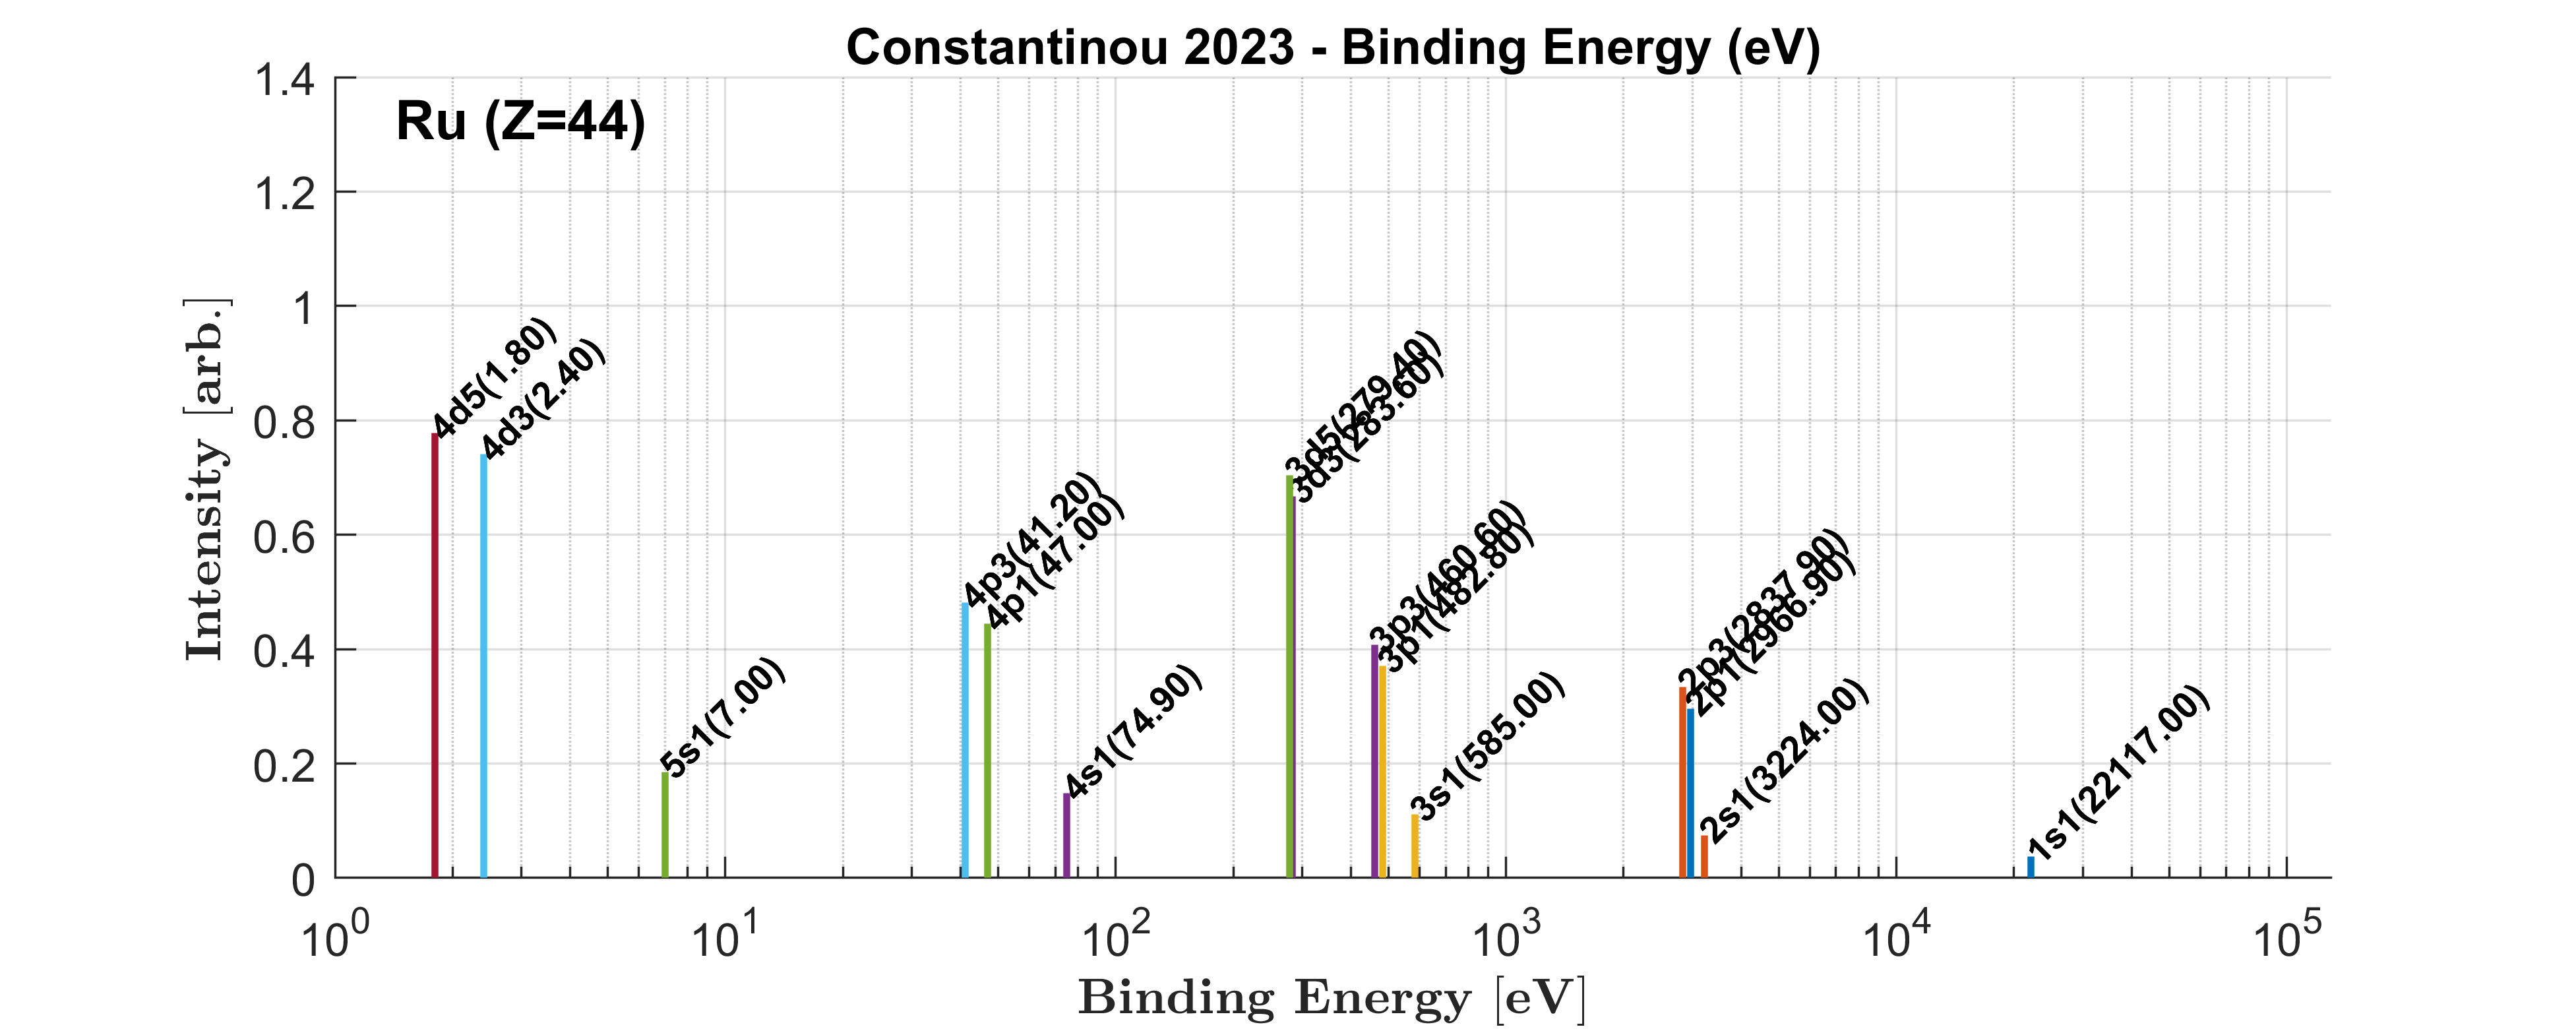 Constantinou 2023 - Binding Energy (eV)
Ru (Z=44)
Intensity [arb.]
1.4
1.2
1
0.8
0.6
0.4
0.2
0
4d5(1.80)
4d3(2.40)
5s1(7.00)
4p3(41.20)
4p1(47.00)
4s1(74.90)
3d5(279.40)
3d3(283.60)
3p3(460.60)
3p1(482.80)
3s1(585.00)
2p3(2837.90)
2p1(2966.90)
2s1(3224.00)
1s1(22117.00)
10^0
10^1
10^2
10^3
10^4
10^5
Binding Energy [eV]